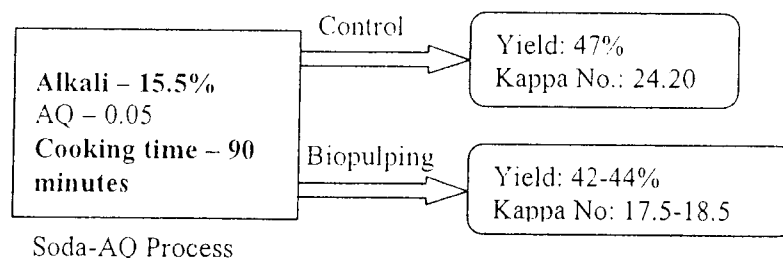 Control
Yield: 47%
Kappa No.: 24.20
Alkali – 15.5%
AQ – 0.05
Cooking time – 90
minutes
Biopulping
Yield: 42-44%
Kappa No: 17.5-18.5
Soda-AQ Process